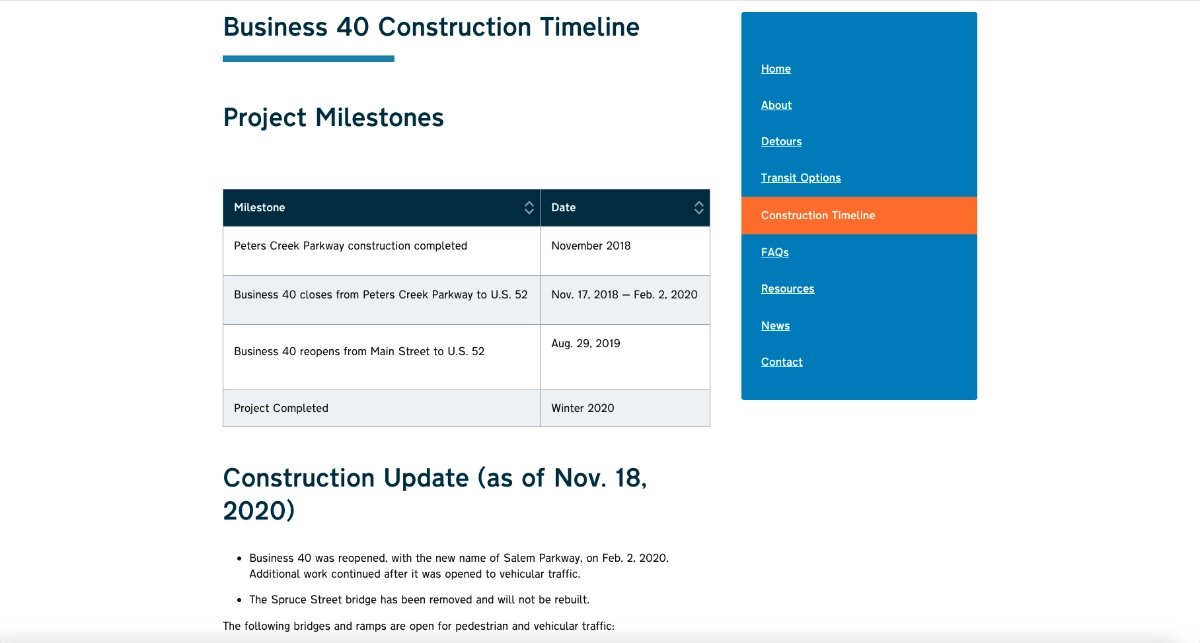 Business 40 Construction Timeline
Project Milestones
Milestone Date
Peters Creek Parkway construction completed November 2018
Business 40 closes from Peters Creek Parkway to U.S. 52 Nov. 17, 2018 – Feb. 2, 2020
Business 40 reopens from Main Street to U.S. 52 Aug. 29, 2019
Project Completed Winter 2020
Construction Update (as of Nov. 18,
2020)
Business 40 was reopened, with the new name of Salem Parkway, on Feb. 2, 2020.
Additional work continued after it was opened to vehicular traffic.
The Spruce Street bridge has been removed and will not be rebuilt.
The following bridges and ramps are open for pedestrian and vehicular traffic:
Home
About
Detours
Transit Options
Construction Timeline
FAQs
Resources
News
Contact